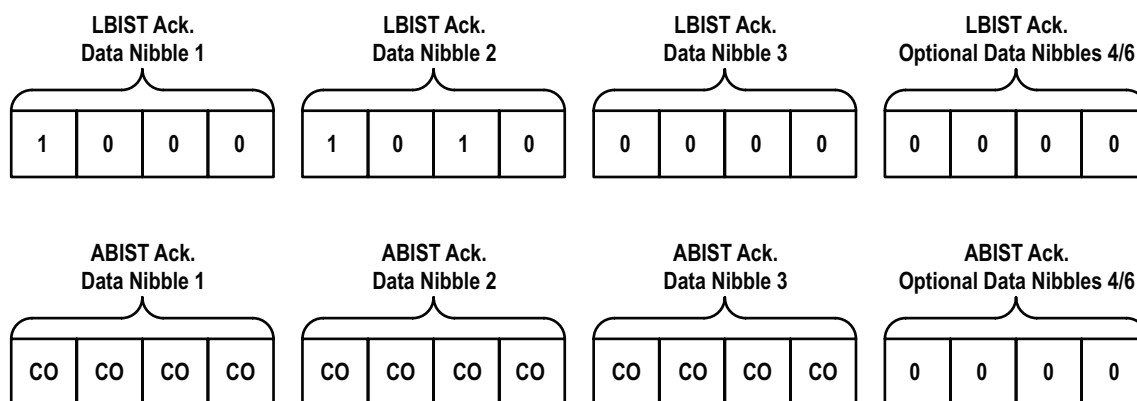 LBIST Ack. LBIST Ack. LBIST Ack. LBIST Ack.
Data Nibble 1 Data Nibble 2 Data Nibble 3 Optional Data Nibbles 4/6
1 0 0 0 1 0 1 0 0 0 0 0 0 0 0 0
ABIST Ack. ABIST Ack. ABIST Ack. ABIST Ack.
Data Nibble 1 Data Nibble 2 Data Nibble 3 Optional Data Nibbles 4/6
CO CO CO CO CO CO CO CO CO CO CO CO 0 0 0 0